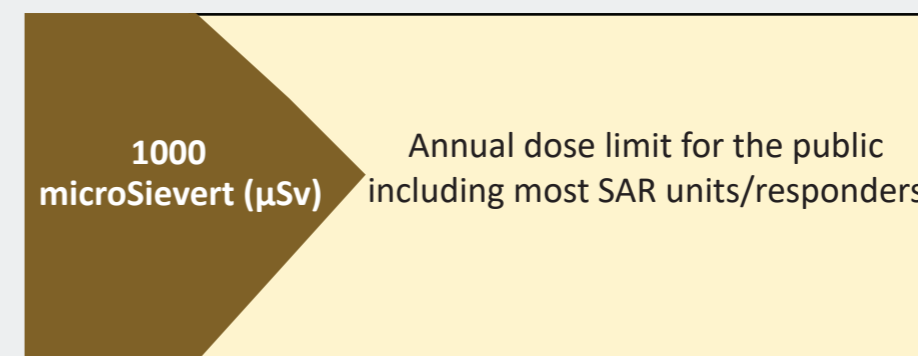 1000
microSievert (µSv)
Annual dose limit for the public
including most SAR units/responders